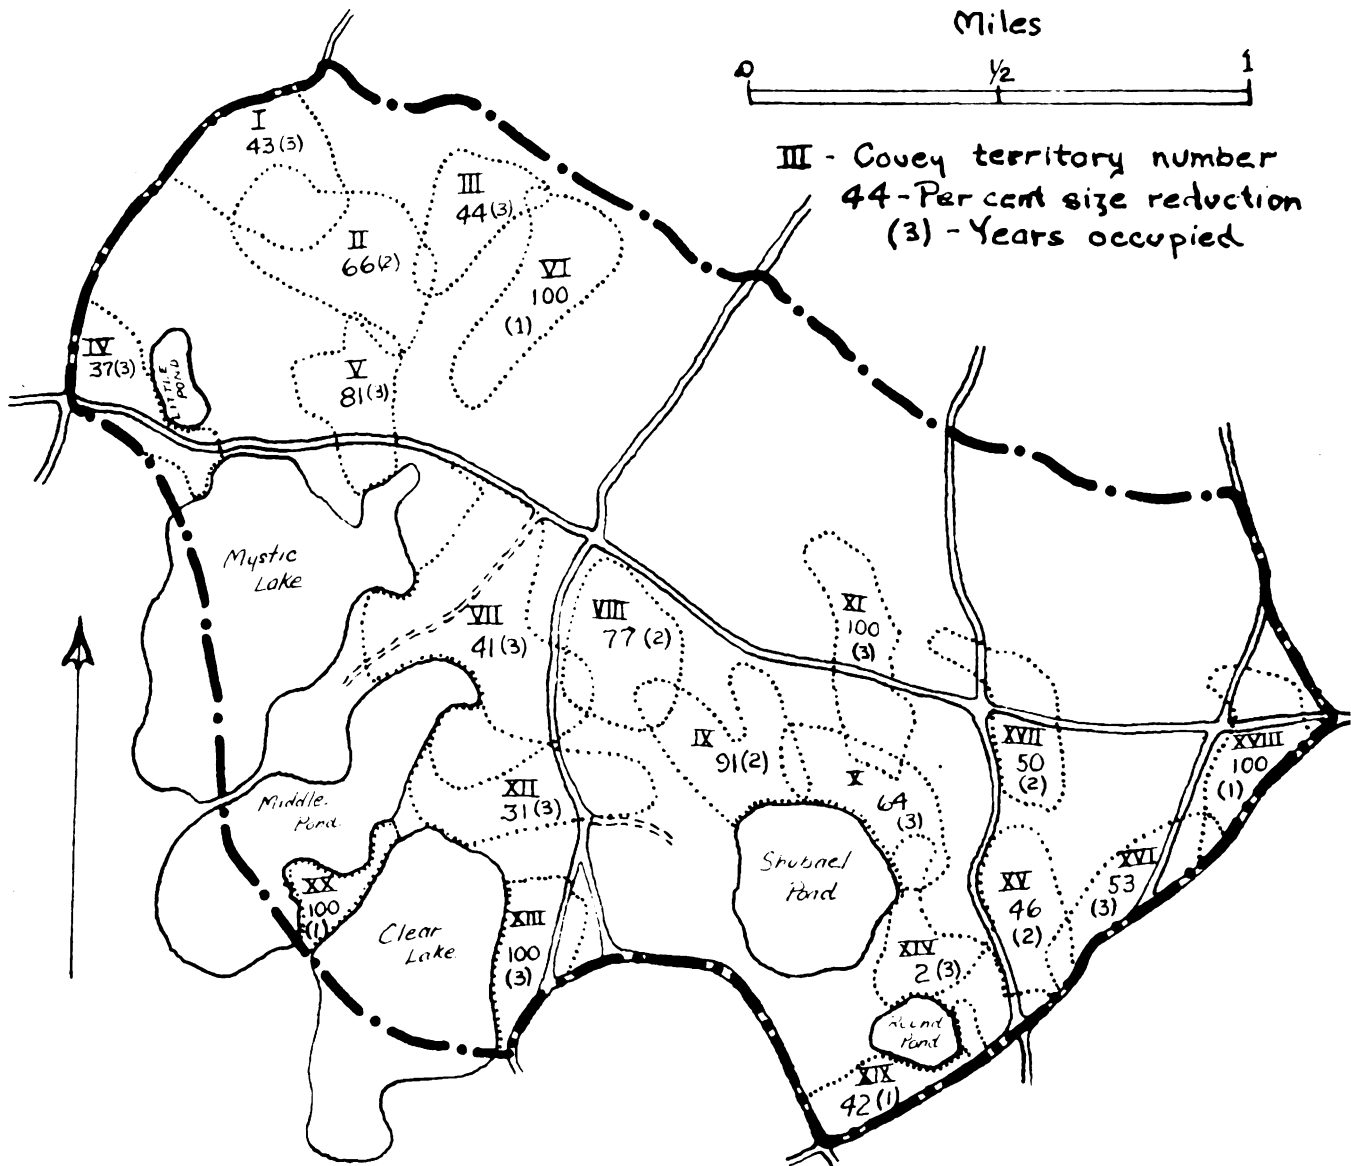 Miles
0 1/2 1
III - Covey territory number
44 - Per cent size reduction
(3) - Years occupied
I
43(3)
II
66(2)
III
44(3)
VI
100
(1)
IV
37(3)
LITTLE
POND
V
81(3)
Mystic
Lake
VII
41(3)
VIII
77(2)
XI
100
(3)
IX
91(2)
X
64
(3)
XVII
50
(2)
XVIII
100
(1)
XII
31(3)
Middle
Pond
Shubael
Pond
XV
46
(2)
XVI
53
(3)
XX
100
(1)
Clear
Lake
XIII
100
(3)
XIV
2(3)
Round
Pond
XIX
42(1)